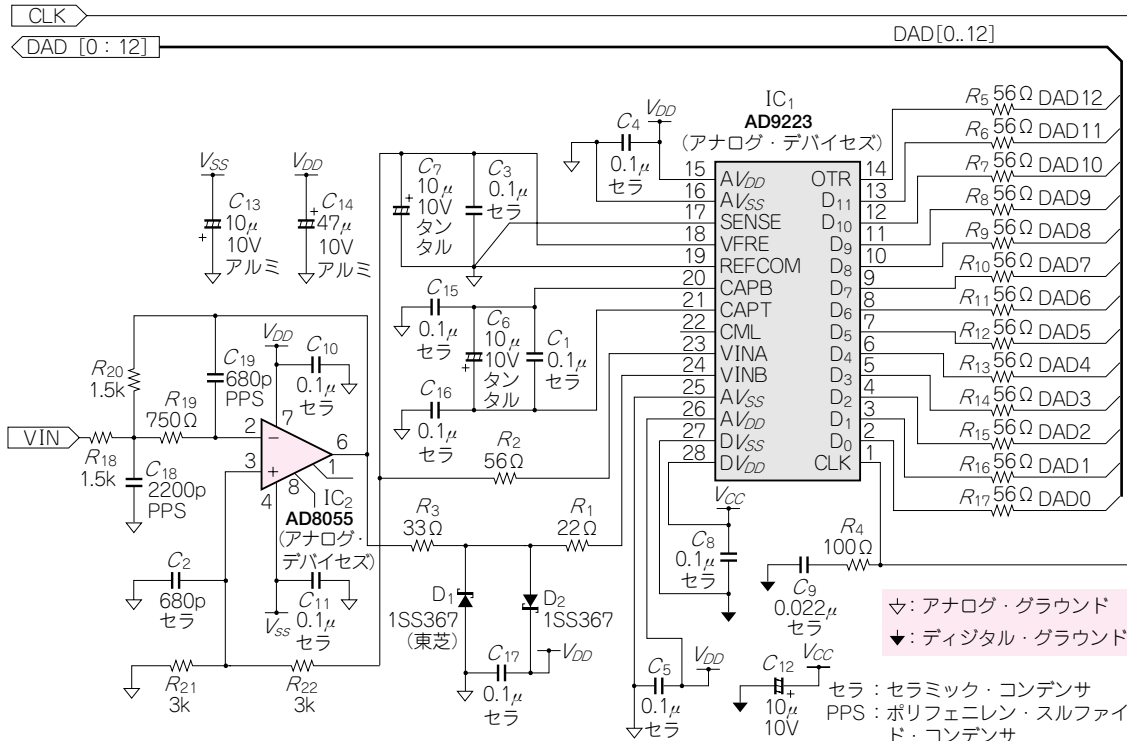 CLK
DAD [0：12]
DAD[0..12]
VSS
C13
10μ
10V
アルミ
VDD
C14
47μ
10V
アルミ
C7
10μ
10V
タン
タル
C3
0.1μ
セラ
C4
0.1μ
セラ
VDD
IC1
AD9223
(アナログ・デバイセズ)
15 AVDD
16 AVSS
17 SENSE
18 VFRE
19 REFCOM
20 CAPB
21 CAPT
22 CML
23 VINA
24 VINB
25 AVSS
26 AVDD
27 DVSS
28 DVDD
OTR 14
D11 13
D10 12
D9 11
D8 10
D7 9
D6 8
D5 7
D4 6
D3 5
D2 4
D1 3
D0 2
CLK 1
R5 56Ω DAD12
R6 56Ω DAD11
R7 56Ω DAD10
R8 56Ω DAD9
R9 56Ω DAD8
R10 56Ω DAD7
R11 56Ω DAD6
R12 56Ω DAD5
R13 56Ω DAD4
R14 56Ω DAD3
R15 56Ω DAD2
R16 56Ω DAD1
R17 56Ω DAD0
C15
0.1μ
セラ
C6
10μ
10V
タン
タル
C1
0.1μ
セラ
C16
0.1μ
セラ
R20
1.5k
C19
680p
PPS
VDD
C10
0.1μ
セラ
R19
750Ω
VIN
R18
1.5k
C18
2200p
PPS
2 −
3 +
7
6
1
8
4
IC2
AD8055
(アナログ・
デバイセズ)
R2
56Ω
R3
33Ω
R1
22Ω
C2
680p
セラ
C11
0.1μ
セラ
VSS
D1
1SS367
(東芝)
D2
1SS367
C17
0.1μ
セラ
VDD
R21
3k
R22
3k
VCC
C8
0.1μ
セラ
R4
100Ω
C9
0.022μ
セラ
C5
0.1μ
セラ
VDD
C12
10μ
10V
VCC
：アナログ・グラウンド
：ディジタル・グラウンド
セラ：セラミック・コンデンサ
PPS：ポリフェニレン・スルファイ
ド・コンデンサ